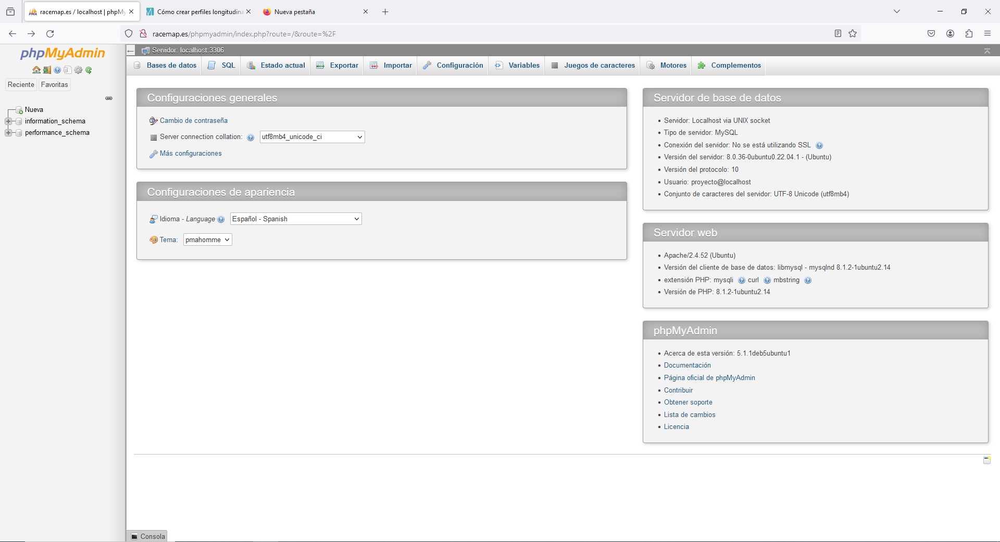 racemap.es / localhost | phpMy
Cómo crear perfiles longitudina
Nueva pestaña
racemap.es/phpmyadmin/index.php?route=/&route=%2F
phpMyAdmin
Reciente
Favoritas
Nueva
information_schema
performance_schema
Servidor: localhost:3306
Bases de datos
SQL
Estado actual
Exportar
Importar
Configuración
Variables
Juegos de caracteres
Motores
Complementos
Configuraciones generales
Cambio de contraseña
Server connection collation:
utf8mb4_unicode_ci
Más configuraciones
Configuraciones de apariencia
Idioma - Language
Español - Spanish
Tema:
pmahomme
Servidor de base de datos
Servidor: Localhost via UNIX socket
Tipo de servidor: MySQL
Conexión del servidor: No se está utilizando SSL
Versión del servidor: 8.0.36-0ubuntu0.22.04.1 - (Ubuntu)
Versión del protocolo: 10
Usuario: proyecto@localhost
Conjunto de caracteres del servidor: UTF-8 Unicode (utf8mb4)
Servidor web
Apache/2.4.52 (Ubuntu)
Versión del cliente de base de datos: libmysql - mysqlnd 8.1.2-1ubuntu2.14
extensión PHP: mysqli curl mbstring
Versión de PHP: 8.1.2-1ubuntu2.14
phpMyAdmin
Acerca de esta versión: 5.1.1deb5ubuntu1
Documentación
Página oficial de phpMyAdmin
Contribuir
Obtener soporte
Lista de cambios
Licencia
Consola